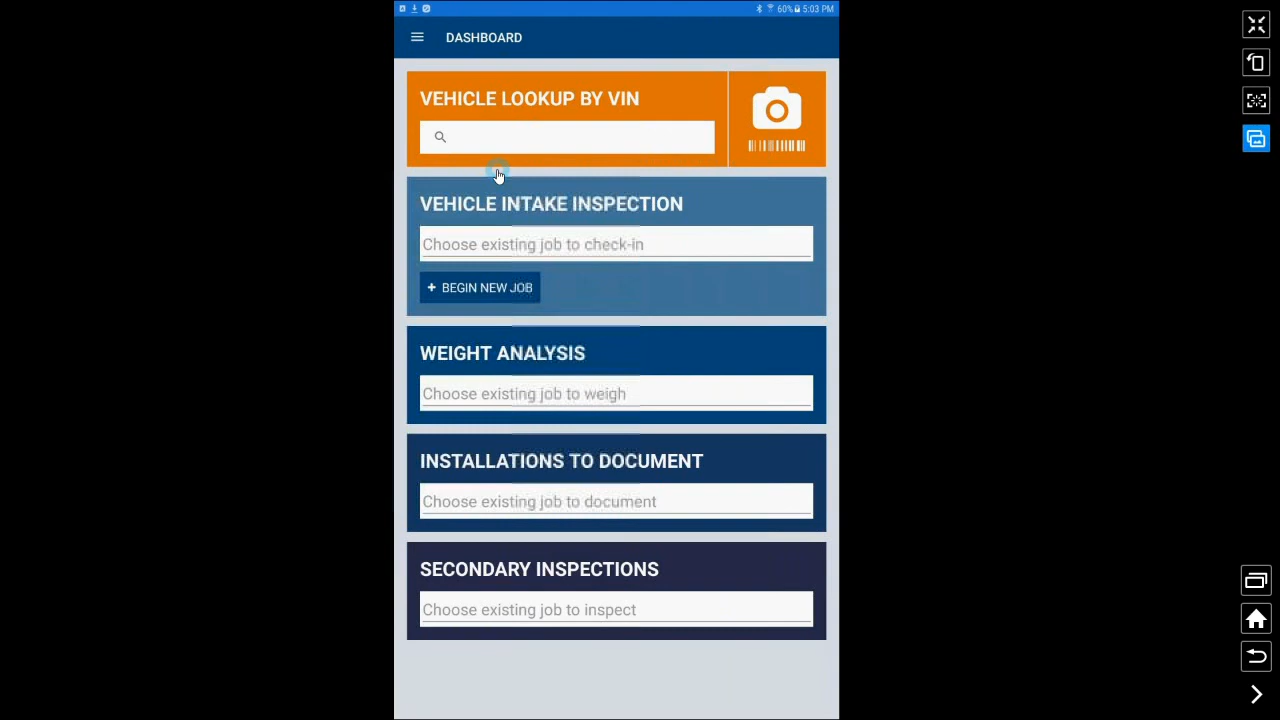 60% 5:03 PM
DASHBOARD
VEHICLE LOOKUP BY VIN
VEHICLE INTAKE INSPECTION
Choose existing job to check-in
+ BEGIN NEW JOB
WEIGHT ANALYSIS
Choose existing job to weigh
INSTALLATIONS TO DOCUMENT
Choose existing job to document
SECONDARY INSPECTIONS
Choose existing job to inspect